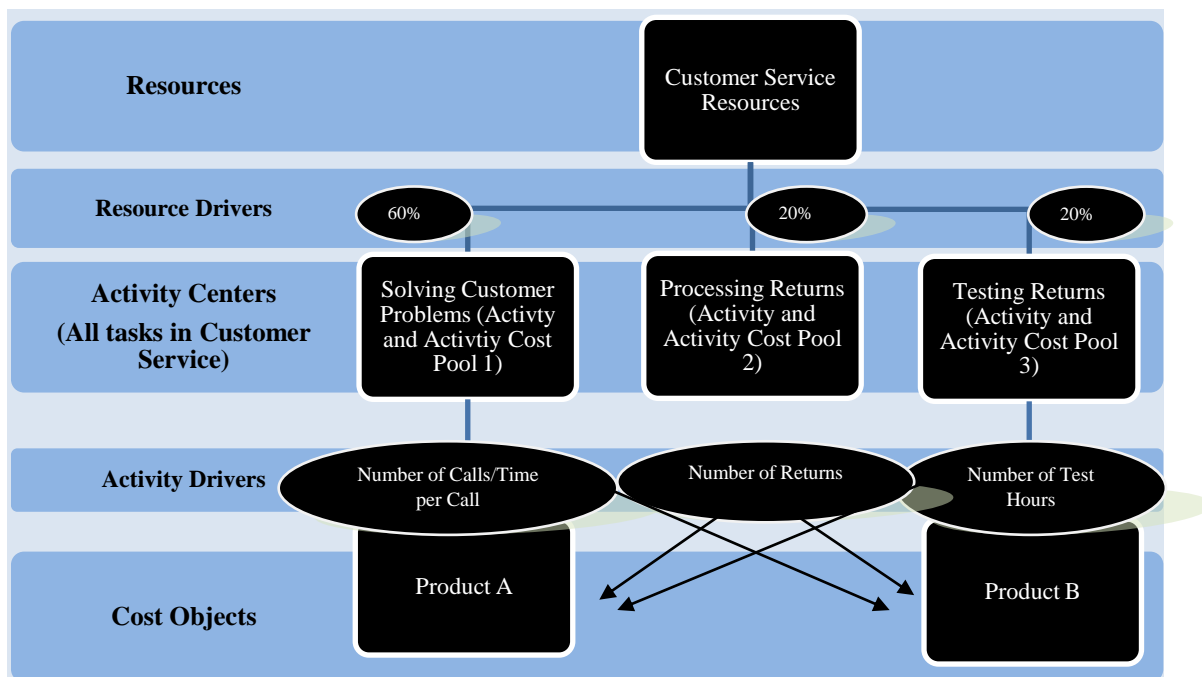 Resources
Customer Service
Resources
Resource Drivers
60%
20%
20%
Activity Centers
(All tasks in Customer
Service)
Solving Customer
Problems (Activty
and Activtiy Cost
Pool 1)
Processing Returns
(Activity and
Activity Cost Pool
2)
Testing Returns
(Activity and
Activity Cost Pool
3)
Activity Drivers
Number of Calls/Time
per Call
Number of Returns
Number of Test
Hours
Cost Objects
Product A
Product B